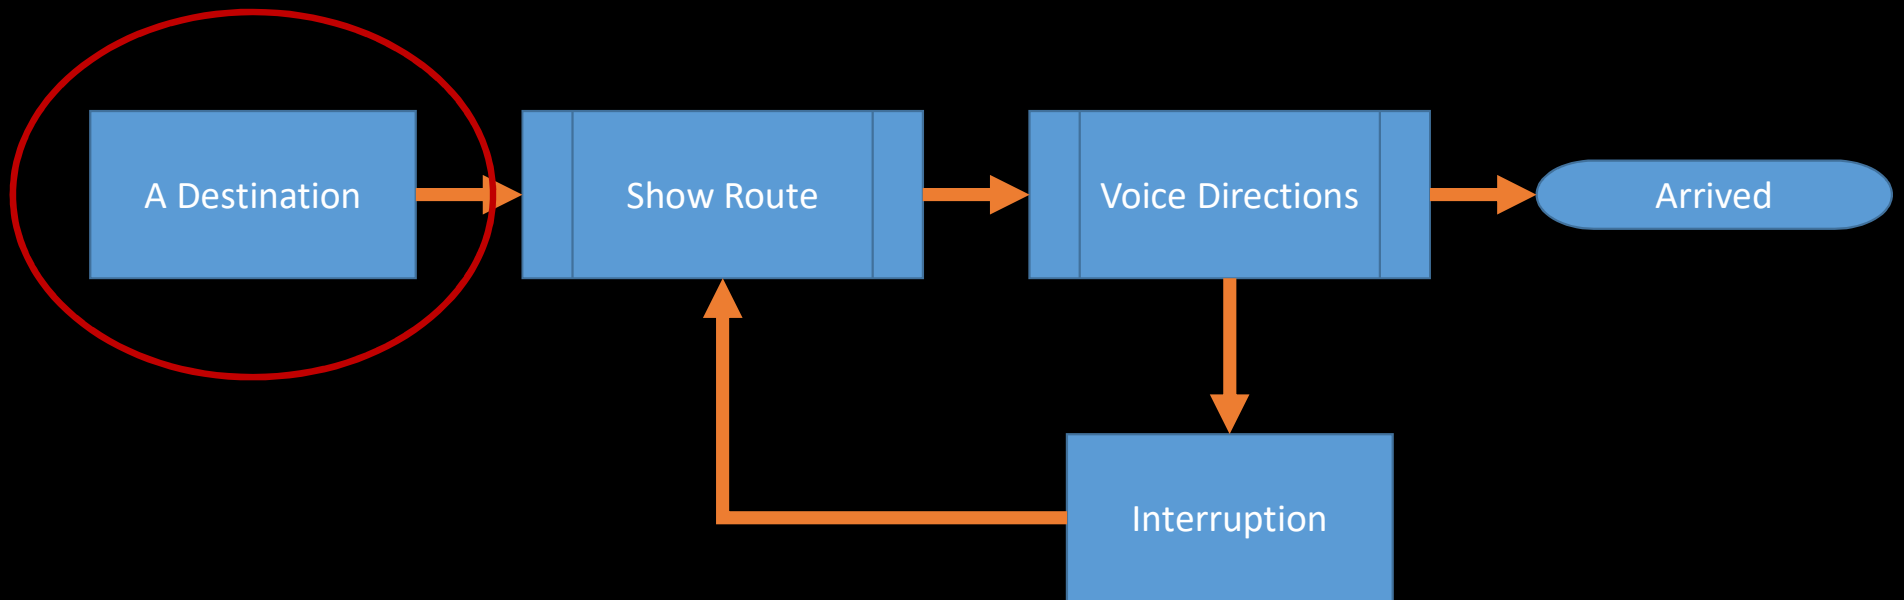 A Destination
Show Route
Voice Directions
Arrived
Interruption